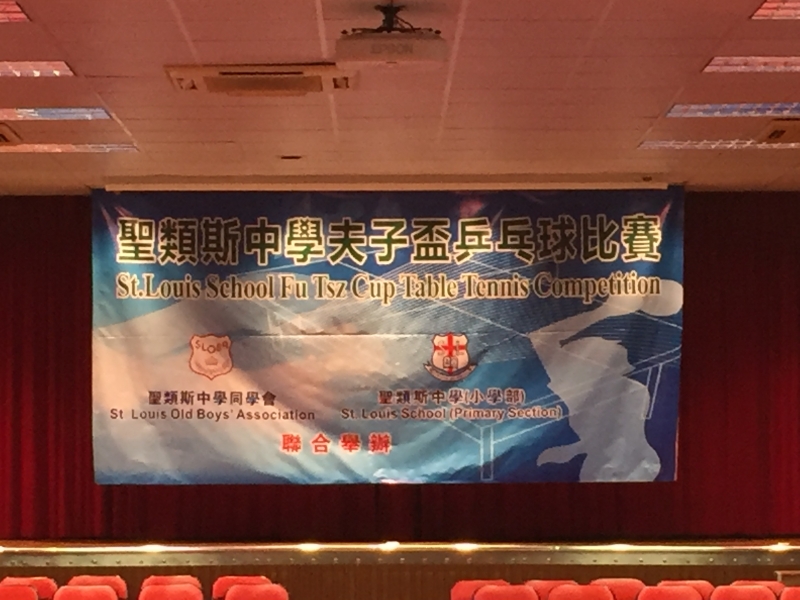 EPSON
聖類斯中學夫子盃乒乓球比賽
St.Louis School Fu Tsz Cup Table Tennis Competition
SLOBA
聖類斯中學同學會
St Louis Old Boys' Association
聖類斯中學(小學部)
St. Louis School (Primary Section)
聯合舉辦